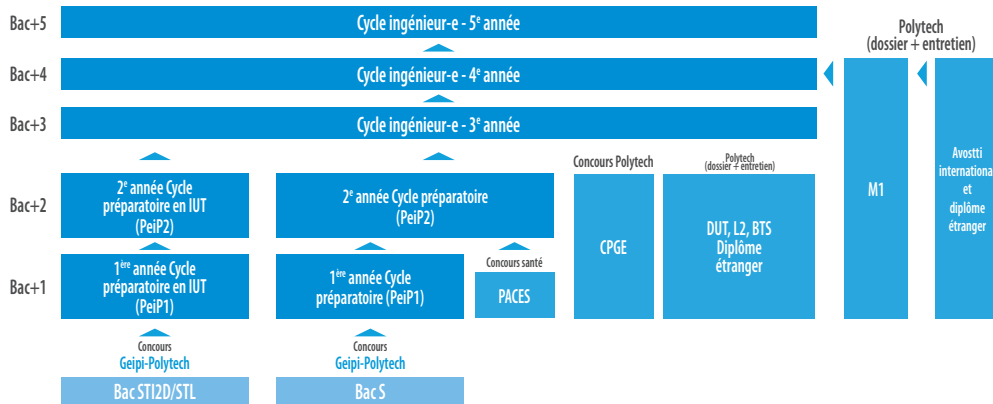 Bac+5
Cycle ingénieur-e - 5e année
Polytech
(dossier + entretien)
Bac+4
Cycle ingénieur-e - 4e année
Bac+3
Cycle ingénieur-e - 3e année
Concours Polytech
Polytech
(dossier + entretien)
Bac+2
2e année Cycle
préparatoire en IUT
(PeiP2)
2e année Cycle préparatoire
(PeiP2)
CPGE
DUT, L2, BTS
Diplôme
étranger
M1
Avostti
internationa
et
diplôme
étranger
Bac+1
1ère année Cycle
préparatoire en IUT
(PeiP1)
1ère année Cycle
préparatoire (PeiP1)
Concours santé
PACES
Concours
Geipi-Polytech
Concours
Geipi-Polytech
Bac STI2D/STL
Bac S